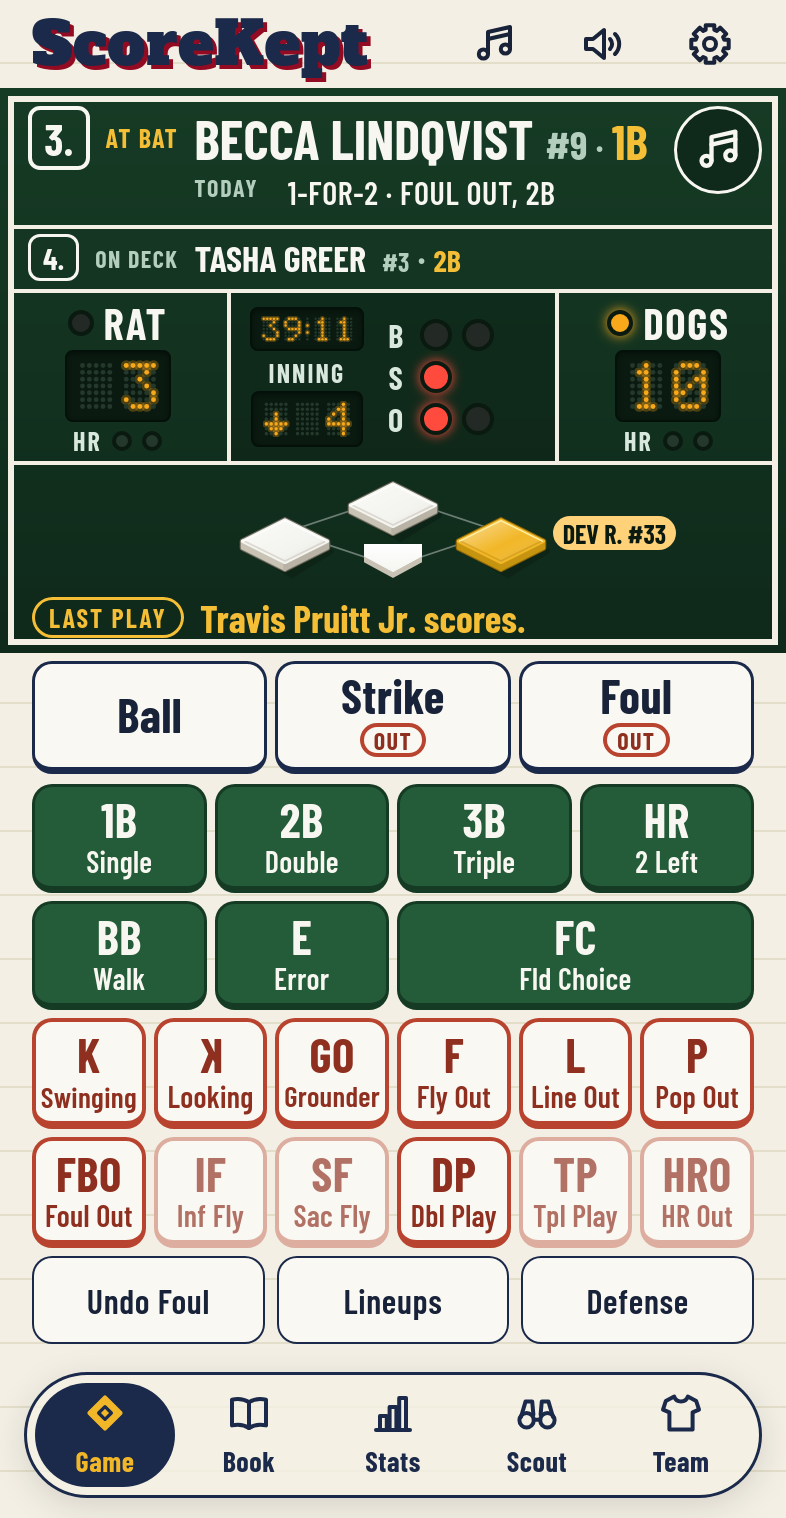 ScoreKept
3. AT BAT BECCA LINDQVIST #9 · 1B
TODAY 1-FOR-2 · FOUL OUT, 2B
4. ON DECK TASHA GREER #3 · 2B
RAT 39:11 B DOGS
3 INNING S 10
HR ↓ 4 O HR
DEV R. #33
LAST PLAY Travis Pruitt Jr. scores.
Ball Strike Foul
OUT OUT
1B 2B 3B HR
Single Double Triple 2 Left
BB E FC
Walk Error Fld Choice
K ꓘ GO F L P
Swinging Looking Grounder Fly Out Line Out Pop Out
FBO IF SF DP TP HRO
Foul Out Inf Fly Sac Fly Dbl Play Tpl Play HR Out
Undo Foul Lineups Defense
Game Book Stats Scout Team